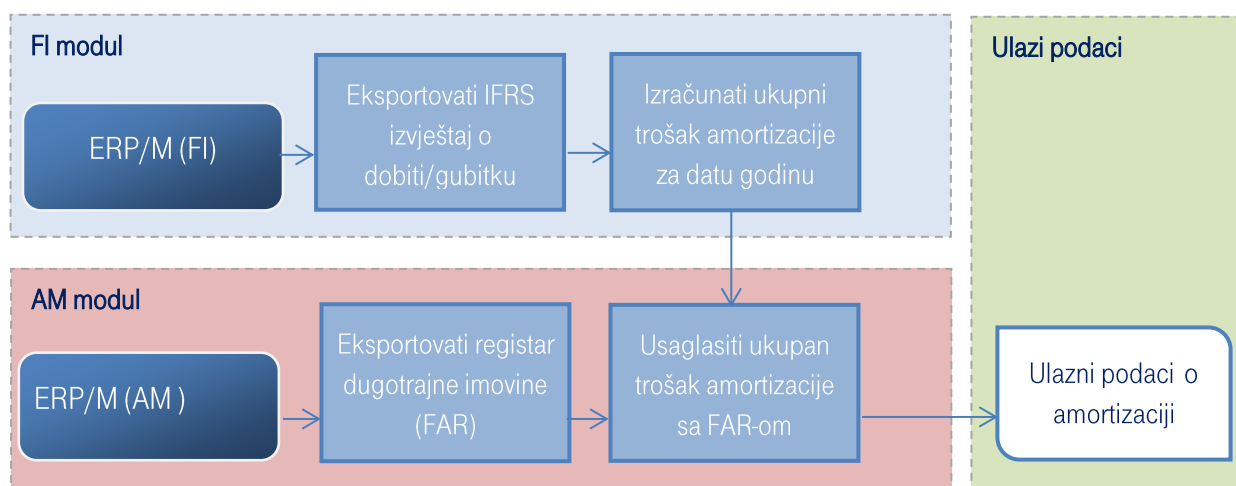 FI modul
ERP/M (FI)
Eksportovati IFRS
izvještaj o
dobiti/gubitku
Izračunati ukupni
trošak amortizacije
za datu godinu
AM modul
ERP/M (AM )
Eksportovati registar
dugotrajne imovine
(FAR)
Usaglasiti ukupan
trošak amortizacije
sa FAR-om
Ulazi podaci
Ulazni podaci o
amortizaciji